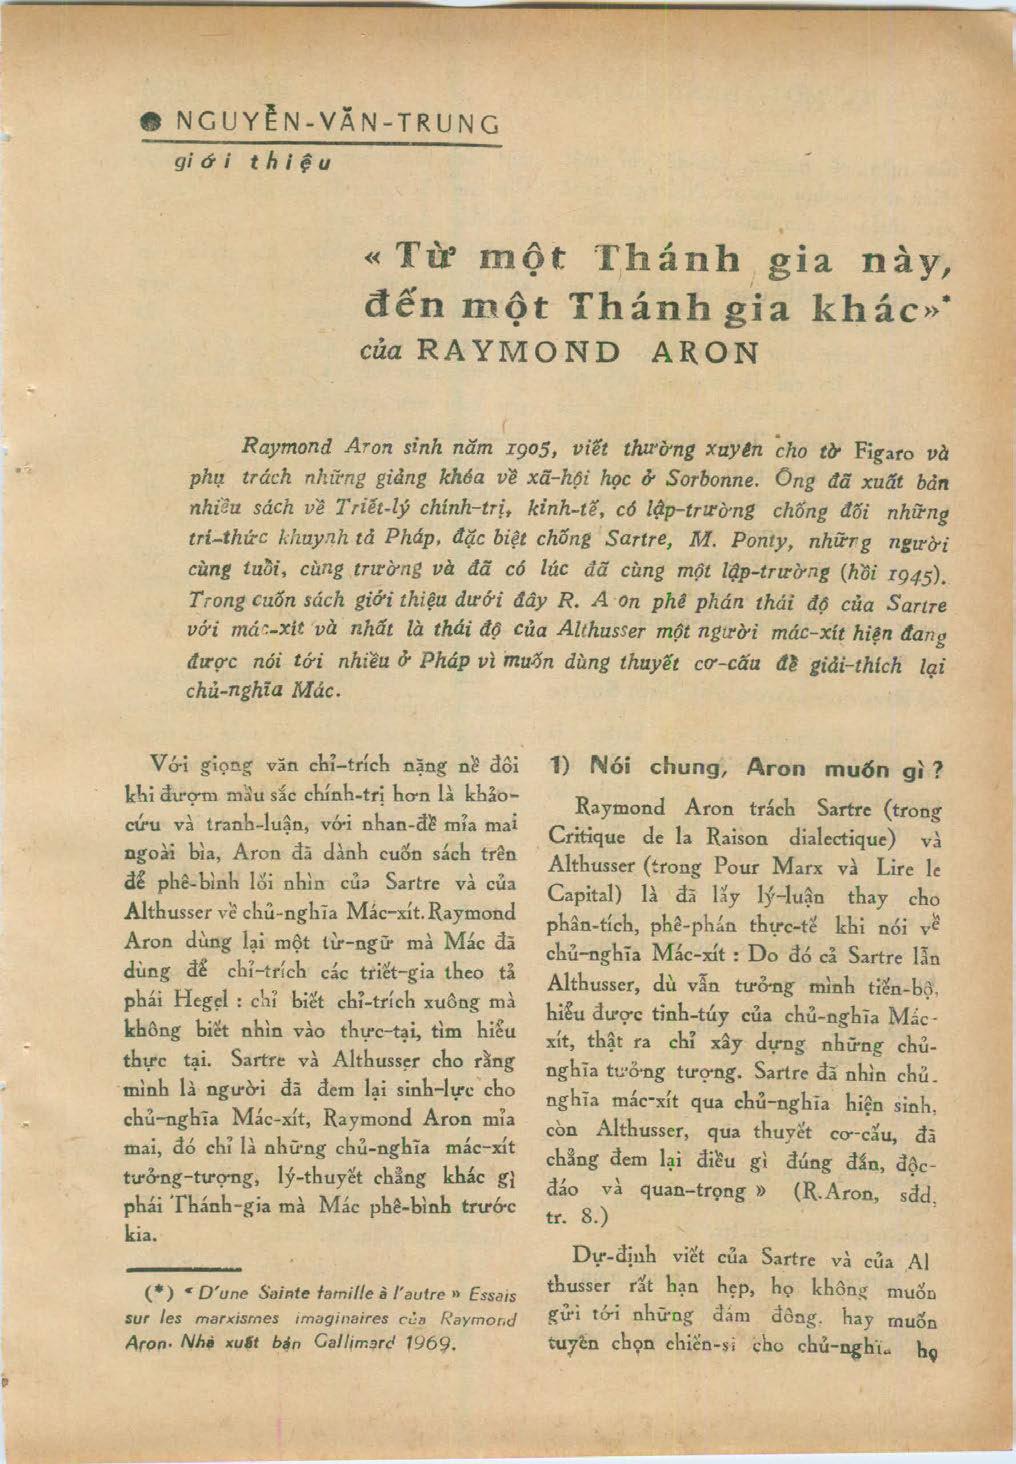 ● NGUYỄN-VĂN-TRUNG
giới thiệu
« Từ một Thánh gia này,
đến một Thánh gia khác»*
của RAYMOND ARON
Raymond Aron sinh năm 1905, viết thường xuyên cho tờ Figaro và
phụ trách những giảng khóa về xã-hội học ở Sorbonne. Ông đã xuất bản
nhiều sách về Triết-lý chính-trị, kinh-tế, có lập-trường chống đối những
trí-thức khuynh tả Pháp, đặc biệt chống Sartre, M. Ponty, những người
cùng tuổi, cùng trường và đã có lúc đã cùng một lập-trường (hồi 1945).
Trong cuốn sách giới thiệu dưới đây R. A on phê phán thái độ của Sartre
với mác-xít và nhất là thái độ của Althusser một người mác-xít hiện đang
được nói tới nhiều ở Pháp vì muốn dùng thuyết cơ-cấu để giải-thích lại
chủ-nghĩa Mác.
Với giọng văn chỉ-trích nặng nề đôi
khi đượm mầu sắc chính-trị hơn là khảo-
cứu và tranh-luận, với nhan-đề mỉa mai
ngoài bìa, Aron đã dành cuốn sách trên
để phê-bình lối nhìn của Sartre và của
Althusser về chủ-nghĩa Mác-xít. Raymond
Aron dùng lại một từ-ngữ mà Mác đã
dùng để chỉ-trích các triết-gia theo tả
phái Hegel : chỉ biết chỉ-trích xuông mà
không biết nhìn vào thực-tại, tìm hiểu
thực tại. Sartre và Althusser cho rằng
mình là người đã đem lại sinh-lực cho
chủ-nghĩa Mác-xít, Raymond Aron mỉa
mai, đó chỉ là những chủ-nghĩa mác-xít
tưởng-tượng, lý-thuyết chẳng khác gì
phái Thánh-gia mà Mác phê-bình trước
kia.
(*) « D'une Sainte famille à l'autre » Essais
sur les marxismes imaginaires của Raymond
Aron. Nhà xuất bản Gallimard 1969.
1) Nói chung, Aron muốn gì ?
Raymond Aron trách Sartre (trong
Critique de la Raison dialectique) và
Althusser (trong Pour Marx và Lire le
Capital) là đã lấy lý-luận thay cho
phân-tích, phê-phán thực-tế khi nói về
chủ-nghĩa Mác-xít : Do đó cả Sartre lẫn
Althusser, dù vẫn tưởng mình tiến-bộ,
hiểu được tinh-túy của chủ-nghĩa Mác-
xít, thật ra chỉ xây dựng những chủ-
nghĩa tưởng tượng. Sartre đã nhìn chủ-
nghĩa mác-xít qua chủ-nghĩa hiện sinh,
còn Althusser, qua thuyết cơ-cấu, đã
chẳng đem lại điều gì đúng đắn, độc-
đáo và quan-trọng » (R.Aron, sđd,
tr. 8.)
Dự-định viết của Sartre và của Al
thusser rất hạn hẹp, họ không muốn
gửi tới những đám đông, hay muốn
tuyển chọn chiến-sĩ cho chủ-nghĩa họ